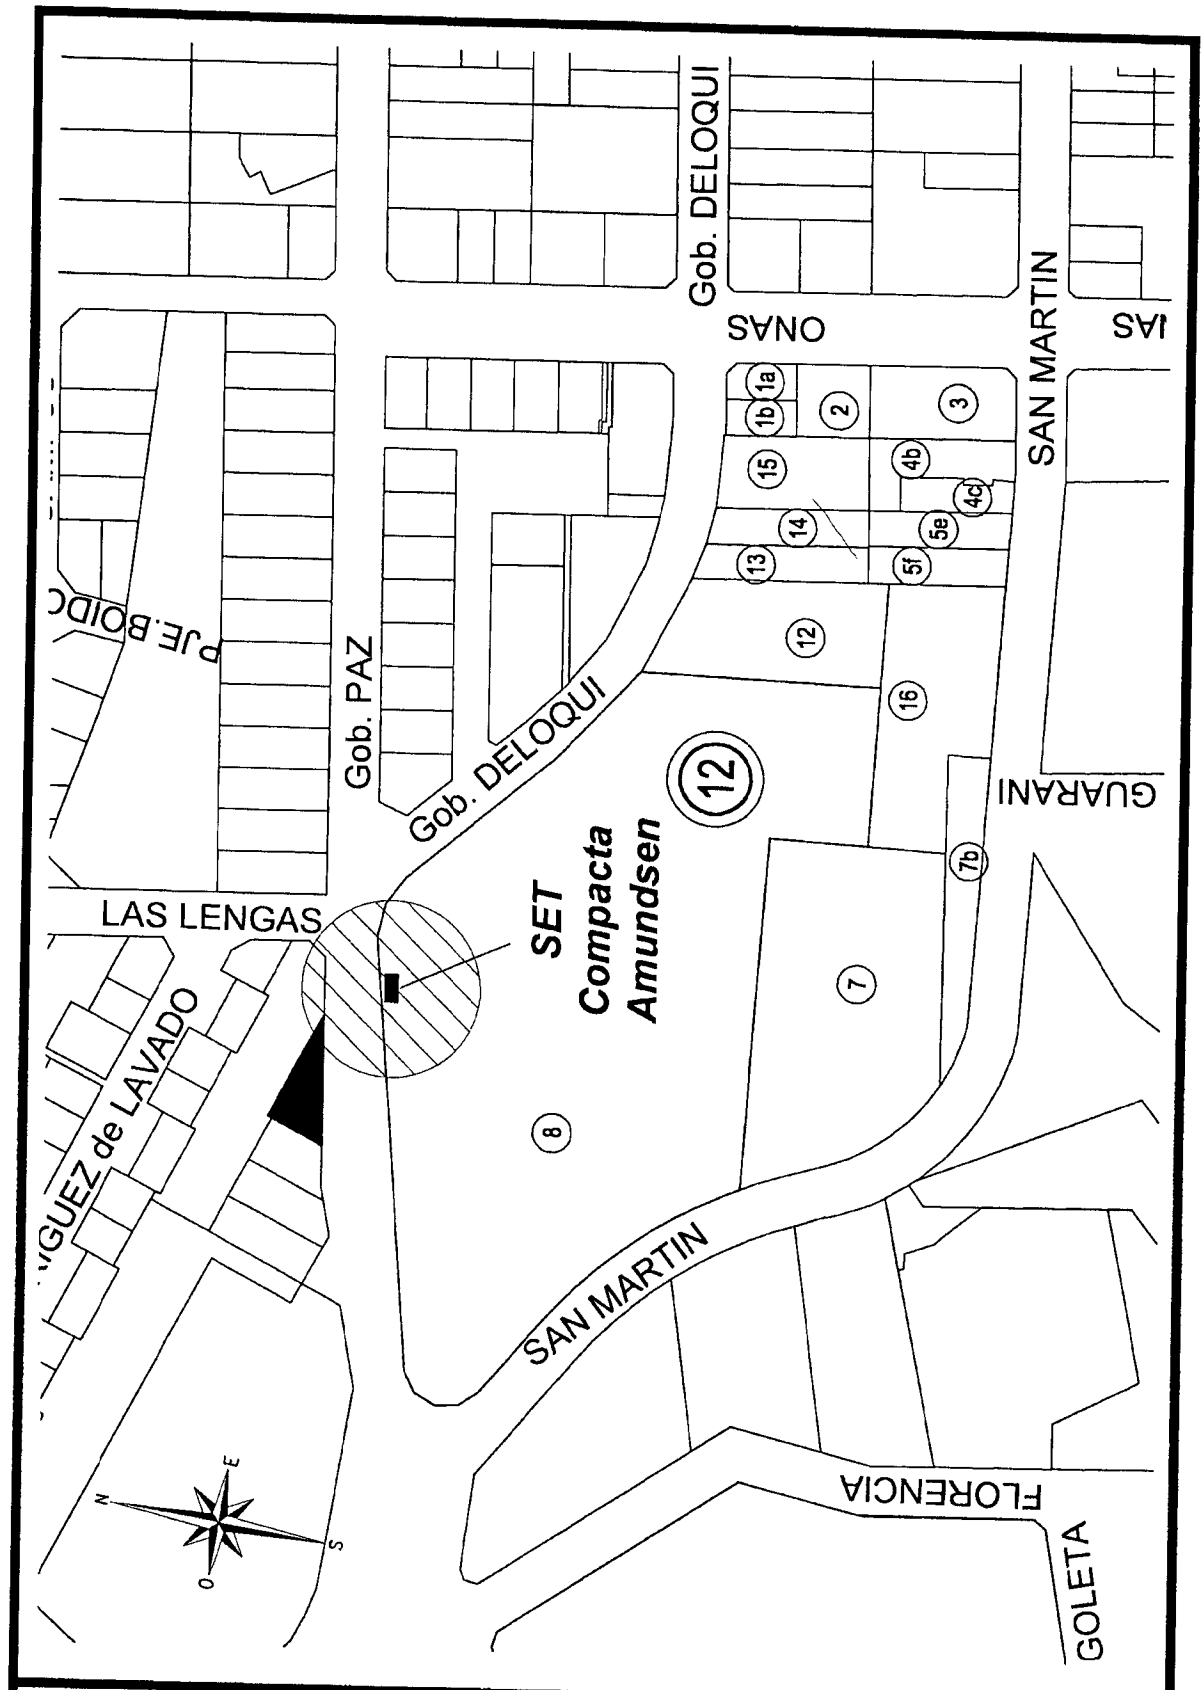 Gob. DELOQUI
ONAS
SAN MARTIN
1a
1b
2
3
15
4b
4c
14
5e
13
5f
12
16
PJE. BOIDO
Gob. PAZ
Gob. DELOQUI
12
GUARANI
7b
LAS LENGAS
SET
Compacta
Amundsen
7
8
GUEZ de LAVADO
SAN MARTIN
FLORENCIA
GOLETA
N
E
S
O